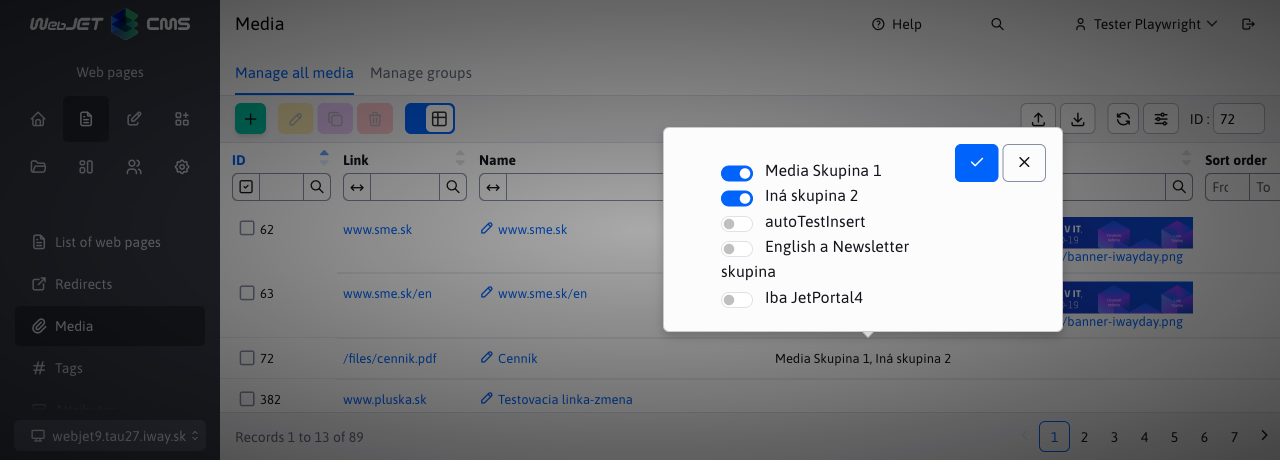 WebJET CMS
Media
Help
Tester Playwright
Web pages
Manage all media
Manage groups
ID : 72
ID
Link
Name
Sort order
To
Media Skupina 1
Iná skupina 2
autoTestInsert
English a Newsletter
skupina
Iba JetPortal4
62 www.sme.sk www.sme.sk
/banner-iwayday.png
63 www.sme.sk/en www.sme.sk/en
/banner-iwayday.png
72 /files/cennik.pdf Cenník Media Skupina 1, Iná skupina 2
382 www.pluska.sk Testovacia linka-zmena
List of web pages
Redirects
Media
Tags
webjet9.tau27.iway.sk
Records 1 to 13 of 89
1 2 3 4 5 6 7